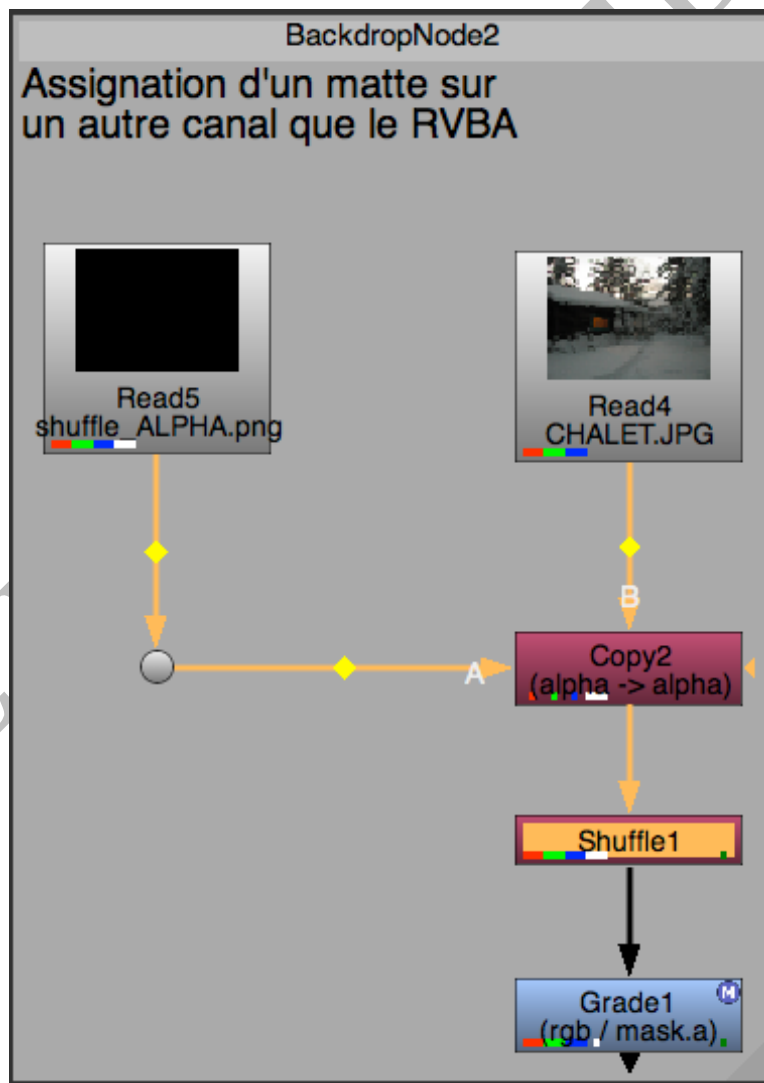 BackdropNode2
Assignation d'un matte sur
un autre canal que le RVBA
Read5
shuffle_ALPHA.png
Read4
CHALET.JPG
B
A
Copy2
(alpha -> alpha)
Shuffle1
M
Grade1
(rgb / mask.a)